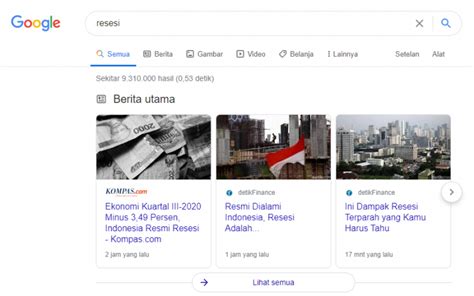 Google
resesi
Semua
Berita
Gambar
Video
Belanja
Lainnya
Setelan
Alat
Sekitar 9.310.000 hasil (0,53 detik)
Berita utama
KOMPAS.com
Ekonomi Kuartal III-2020
Minus 3,49 Persen,
Indonesia Resmi Resesi
- Kompas.com
2 jam yang lalu
detikFinance
Resmi Dialami
Indonesia, Resesi
Adalah...
1 jam yang lalu
detikFinance
Ini Dampak Resesi
Terparah yang Kamu
Harus Tahu
17 mnt yang lalu
Lihat semua